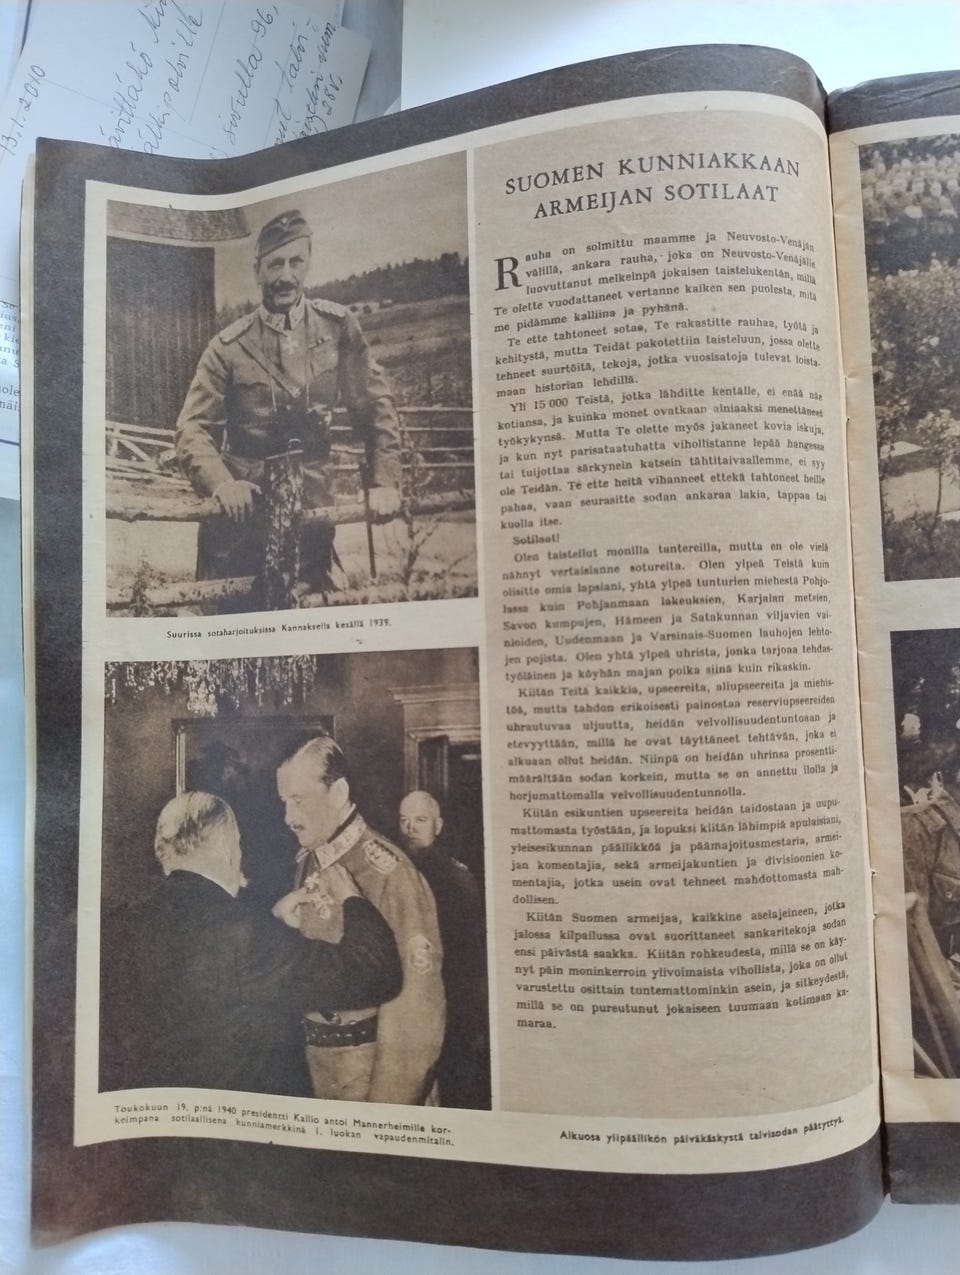 13.1.2010
sivulla 96,
SUOMEN KUNNIAKKAAN
ARMEIJAN SOTILAAT
Rauha on solmittu maamme ja Neuvosto-Venäjän
välillä, ankara rauha, joka on Neuvosto-Venäjälle
luovuttanut melkeinpä jokaisen taistelukentän, millä
Te olette vuodattaneet vertanne kaiken sen puolesta, mitä
me pidämme kalliina ja pyhänä.
Te ette tahtoneet sotaa, Te rakastitte rauhaa, työtä ja
kehitystä, mutta Teidät pakotettiin taisteluun, jossa olette
tehneet suurtöitä, tekoja, jotka vuosisatoja tulevat loista-
maan historian lehdillä.
Yli 15 000 Teistä, jotka lähditte kentälle, ei enää näe
kotiansa, ja kuinka monet ovatkaan ainiaaksi menettäneet
työkykynsä. Mutta Te olette myös jakaneet kovia iskuja,
ja kun nyt parisataatuhatta vihollistanne lepää hangessa
tai tuijottaa särkynein katsein tähtitaivaallemme, ei syy
ole Teidän. Te ette heitä vihanneet ettekä tahtoneet heille
pahaa, vaan seurasitte sodan ankaraa lakia, tappaa tai
kuolla itse.
Sotilaat!
Olen taistellut monilla tantereilla, mutta en ole vielä
nähnyt vertaisianne sotureita. Olen ylpeä Teistä kuin
olisitte omia lapsiani, yhtä ylpeä tunturien miehestä Pohjo-
lassa kuin Pohjanmaan lakeuksien, Karjalan metsien,
Savon kumpujen, Hämeen ja Satakunnan viljavien vai-
nioiden, Uudenmaan ja Varsinais-Suomen lauhojen lehto-
jen pojista. Olen yhtä ylpeä uhrista, jonka tarjoaa tehdas-
työläinen ja köyhän majan poika siinä kuin rikaskin.
Kiitän Teitä kaikkia, upseereita, aliupseereita ja miehis-
töä, mutta tahdon erikoisesti painostaa reserviupseereiden
uhrautuvaa uljuutta, heidän velvollisuudentuntoaan ja
etevyyttään, millä he ovat täyttäneet tehtävän, joka ei
alkuaan ollut heidän. Niinpä on heidän uhrinsa prosentti-
määrältään sodan korkein, mutta se on annettu ilolla ja
horjumattomalla velvollisuudentunnolla.
Kiitän esikuntien upseereita heidän taidostaan ja uupu-
mattomasta työstään, ja lopuksi kiitän lähimpiä apulaisiani,
yleisesikunnan päällikköä ja päämajoitusmestaria, armei-
jan komentajia, sekä armeijakuntien ja divisioonien ko-
mentajia, jotka usein ovat tehneet mahdottomasta mah-
dollisen.
Kiitän Suomen armeijaa, kaikkine aselajeineen, jotka
jalossa kilpailussa ovat suorittaneet sankaritekoja sodan
ensi päivästä saakka. Kiitän rohkeudesta, millä se on käy-
nyt päin moninkerroin ylivoimaista vihollista, joka on ollut
varustettu osittain tuntemattominkin asein, ja sitkeydestä,
millä se on pureutunut jokaiseen tuumaan kotimaan ka-
maraa.
Alkuosa ylipäällikön päiväkäskystä talvisodan päätyttyä.
Suurissa sotaharjoituksissa Kannaksella kesällä 1939.
Toukokuun 19. p:nä 1940 presidentti Kallio antoi Mannerheimille kor-
keimpana sotilaallisena kunniamerkkinä 1. luokan vapaudenmitalin.